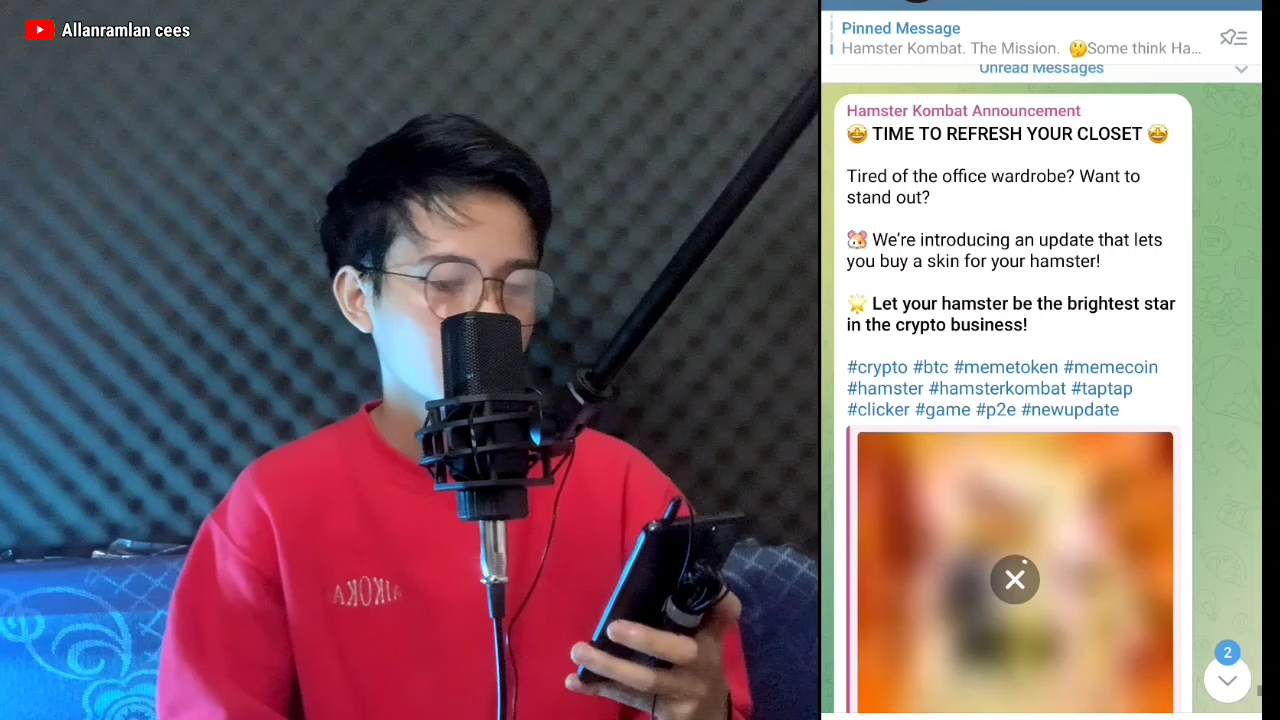 Allanramlan cees
Pinned Message
Hamster Kombat. The Mission. 🤔Some think Ha...
Unread Messages
Hamster Kombat Announcement
🤩 TIME TO REFRESH YOUR CLOSET 🤩
Tired of the office wardrobe? Want to
stand out?
🐹 We’re introducing an update that lets
you buy a skin for your hamster!
🌟 Let your hamster be the brightest star
in the crypto business!
#crypto #btc #memetoken #memecoin
#hamster #hamsterkombat #taptap
#clicker #game #p2e #newupdate
2